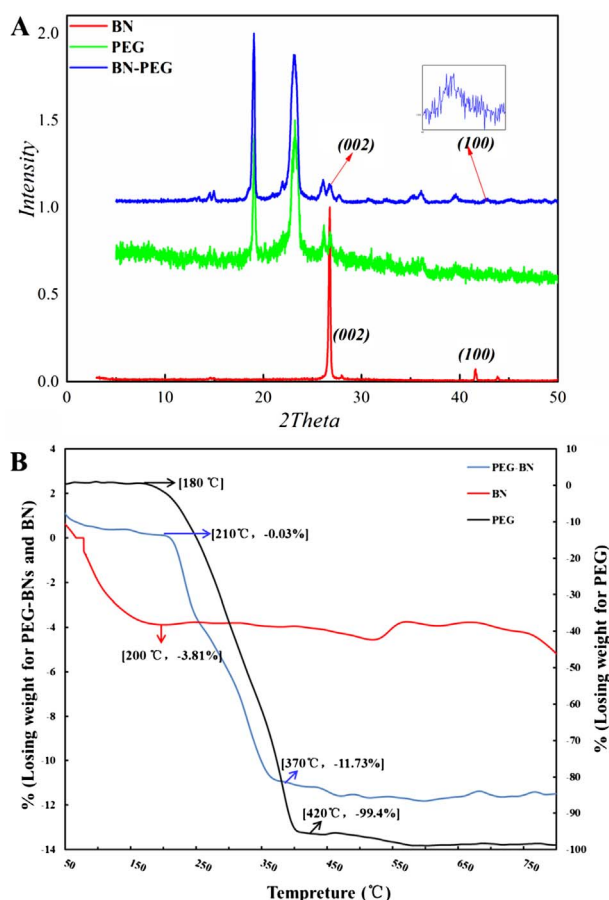 A
BN
PEG
BN-PEG
2.0
1.5
1.0
0.5
0.0
Intensity
(002)
(100)
(002)
(100)
0 10 20 30 40 50
2Theta
B
4
2
0
-2
-4
-6
-8
-10
-12
-14
% (Losing weight for PEG-BNs and BN)
PEG-BN
BN
PEG
[180 ℃]
[210℃, -0.03%]
[200 ℃, -3.81%]
[370℃, -11.73%]
[420℃, -99.4%]
10
0
-10
-20
-30
-40
-50
-60
-70
-80
-90
-100
% (Losing weight for PEG)
50 150 250 350 450 550 650 750
Tempreture (℃)